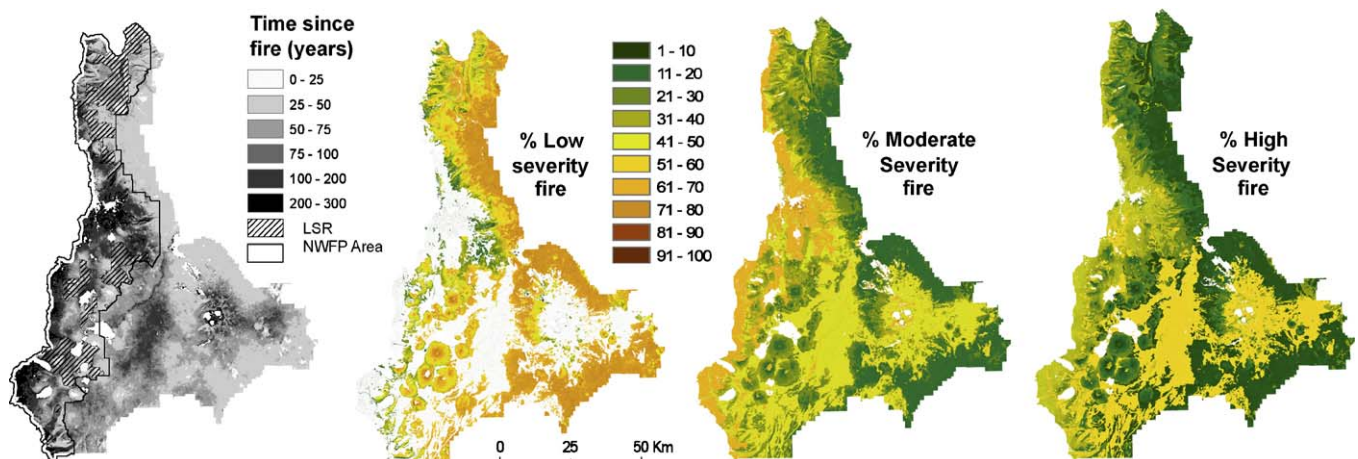 Time since
fire (years)
0 - 25
25 - 50
50 - 75
75 - 100
100 - 200
200 - 300
LSR
NWFP Area
% Low
severity
fire
1 - 10
11 - 20
21 - 30
31 - 40
41 - 50
51 - 60
61 - 70
71 - 80
81 - 90
91 - 100
% Moderate
Severity
fire
% High
Severity
fire
0 25 50 Km